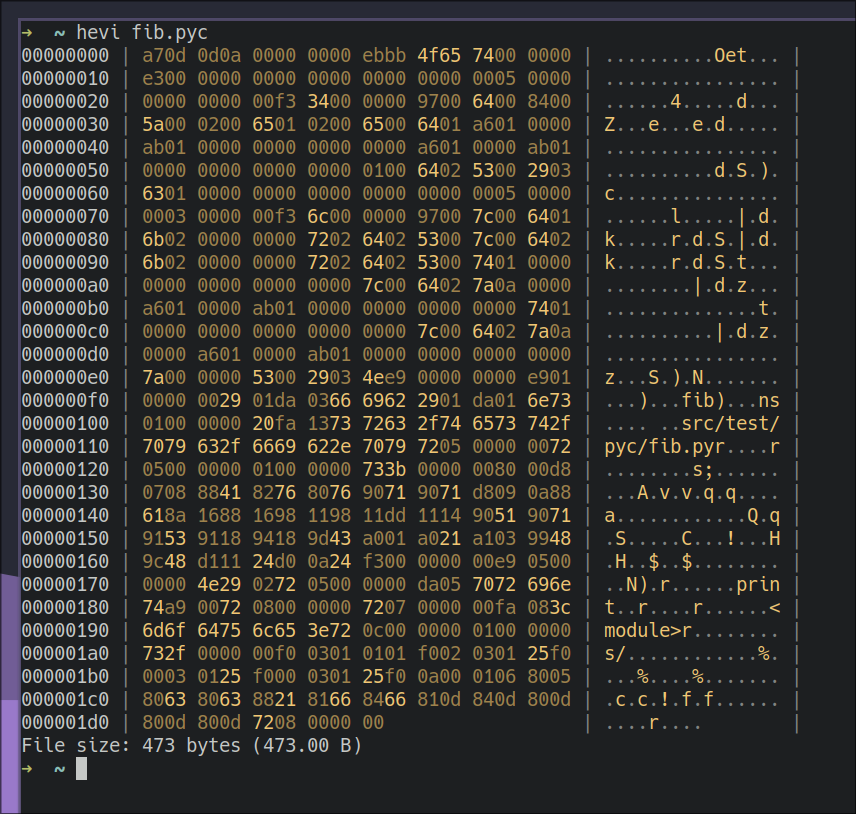 →  ~ hevi fib.pyc
00000000 | a70d 0d0a 0000 0000 ebbb 4f65 7400 0000 | ..........Oet... |
00000010 | e300 0000 0000 0000 0000 0000 0005 0000 | ................ |
00000020 | 0000 0000 00f3 3400 0000 9700 6400 8400 | ......4.....d... |
00000030 | 5a00 0200 6501 0200 6500 6401 a601 0000 | Z...e...e.d..... |
00000040 | ab01 0000 0000 0000 0000 a601 0000 ab01 | ................ |
00000050 | 0000 0000 0000 0000 0100 6402 5300 2903 | ..........d.S.). |
00000060 | 6301 0000 0000 0000 0000 0000 0005 0000 | c............... |
00000070 | 0003 0000 00f3 6c00 0000 9700 7c00 6401 | ......l.....|.d. |
00000080 | 6b02 0000 0000 7202 6402 5300 7c00 6402 | k.....r.d.S.|.d. |
00000090 | 6b02 0000 0000 7202 6402 5300 7401 0000 | k.....r.d.S.t... |
000000a0 | 0000 0000 0000 0000 7c00 6402 7a0a 0000 | ........|.d.z... |
000000b0 | a601 0000 ab01 0000 0000 0000 0000 7401 | ..............t. |
000000c0 | 0000 0000 0000 0000 0000 7c00 6402 7a0a | ..........|.d.z. |
000000d0 | 0000 a601 0000 ab01 0000 0000 0000 0000 | ................ |
000000e0 | 7a00 0000 5300 2903 4ee9 0000 0000 e901 | z...S.).N....... |
000000f0 | 0000 0029 01da 0366 6962 2901 da01 6e73 | ...)...fib)...ns |
00000100 | 0100 0000 20fa 1373 7263 2f74 6573 742f | .... ..src/test/ |
00000110 | 7079 632f 6669 622e 7079 7205 0000 0072 | pyc/fib.pyr....r |
00000120 | 0500 0000 0100 0000 733b 0000 0080 00d8 | ........s;...... |
00000130 | 0708 8841 8276 8076 9071 9071 d809 0a88 | ...A.v.v.q.q.... |
00000140 | 618a 1688 1698 1198 11dd 1114 9051 9071 | a............Q.q |
00000150 | 9153 9118 9418 9d43 a001 a021 a103 9948 | .S.....C...!...H |
00000160 | 9c48 d111 24d0 0a24 f300 0000 00e9 0500 | .H..$..$........ |
00000170 | 0000 4e29 0272 0500 0000 da05 7072 696e | ..N).r......prin |
00000180 | 74a9 0072 0800 0000 7207 0000 00fa 083c | t..r....r......< |
00000190 | 6d6f 6475 6c65 3e72 0c00 0000 0100 0000 | module>r........ |
000001a0 | 732f 0000 00f0 0301 0101 f002 0301 25f0 | s/............%. |
000001b0 | 0003 0125 f000 0301 25f0 0a00 0106 8005 | ...%....%....... |
000001c0 | 8063 8063 8821 8166 8466 810d 840d 800d | .c.c.!.f.f...... |
000001d0 | 800d 800d 7208 0000 00 | ....r.... |
File size: 473 bytes (473.00 B)
→  ~